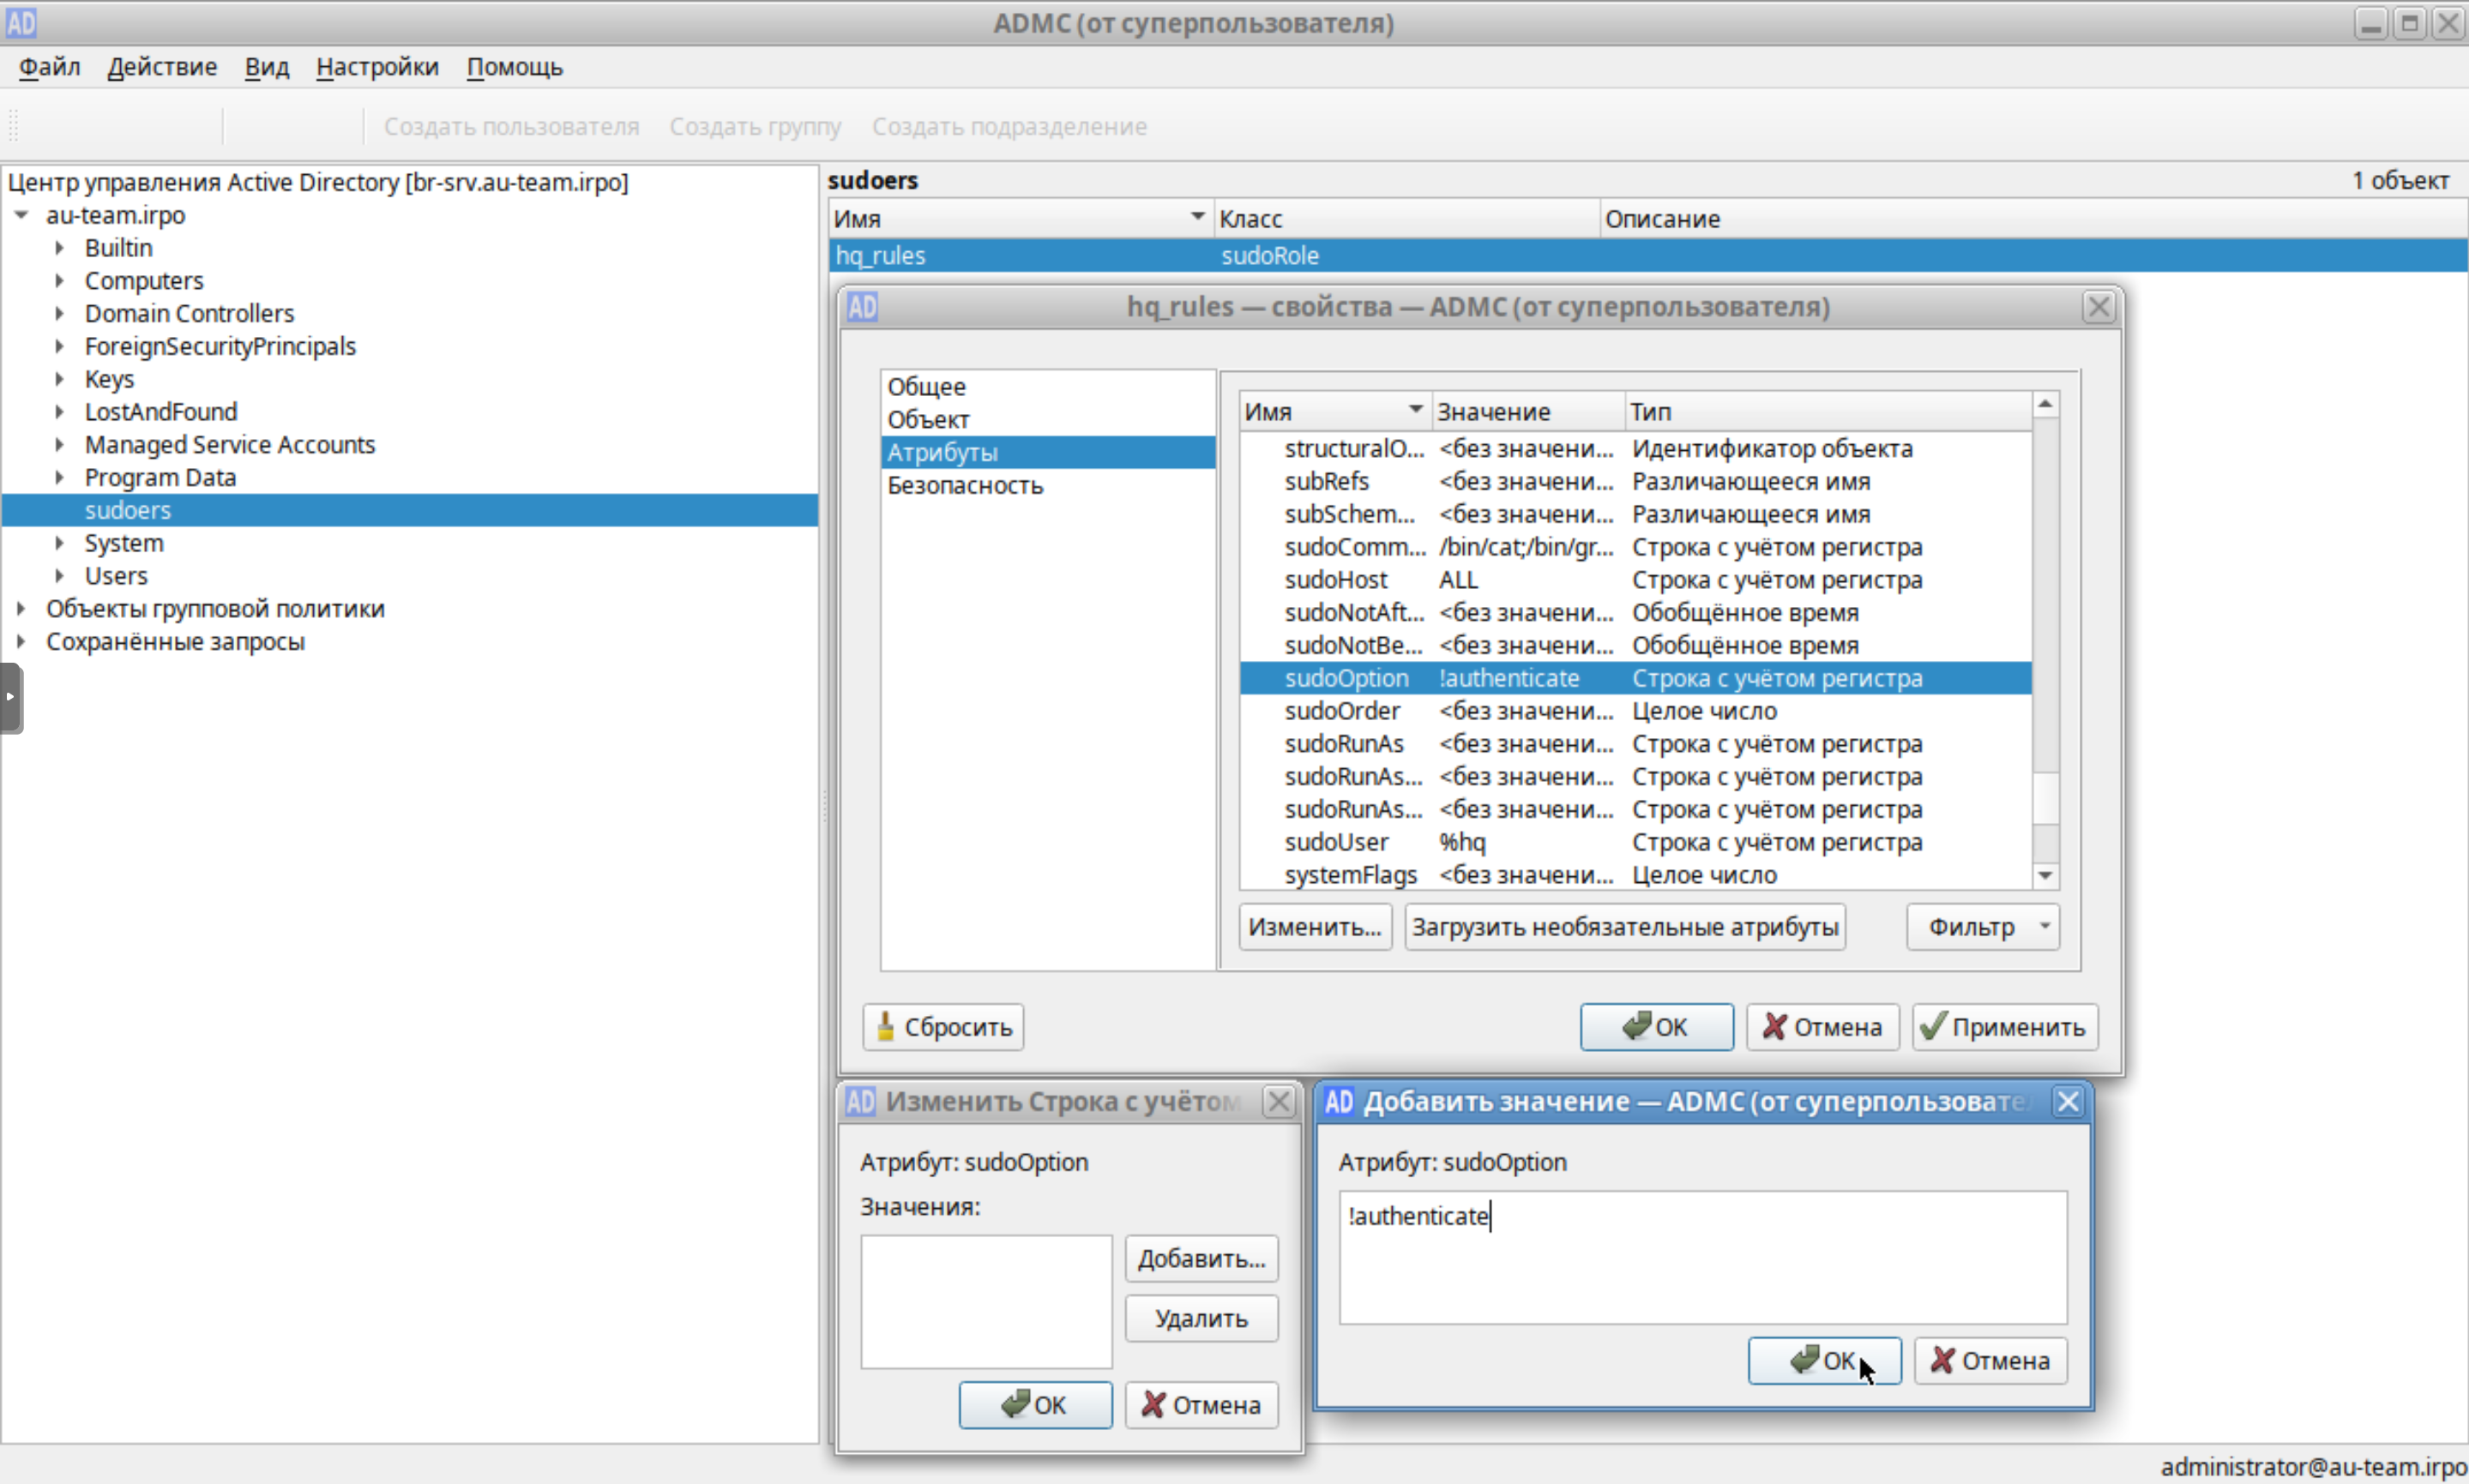 AD ADMC (от суперпользователя)
Файл Действие Вид Настройки Помощь
Создать пользователя Создать группу Создать подразделение
Центр управления Active Directory [br-srv.au-team.irpo]
au-team.irpo
Builtin
Computers
Domain Controllers
ForeignSecurityPrincipals
Keys
LostAndFound
Managed Service Accounts
Program Data
sudoers
System
Users
Объекты групповой политики
Сохранённые запросы
sudoers 1 объект
Имя Класс Описание
hq_rules sudoRole
AD hq_rules — свойства — ADMC (от суперпользователя)
Общее
Объект
Атрибуты
Безопасность
Имя Значение Тип
structuralO... <без значени... Идентификатор объекта
subRefs <без значени... Различающееся имя
subSchem... <без значени... Различающееся имя
sudoComm... /bin/cat;/bin/gr... Строка с учётом регистра
sudoHost ALL Строка с учётом регистра
sudoNotAft... <без значени... Обобщённое время
sudoNotBe... <без значени... Обобщённое время
sudoOption !authenticate Строка с учётом регистра
sudoOrder <без значени... Целое число
sudoRunAs <без значени... Строка с учётом регистра
sudoRunAs... <без значени... Строка с учётом регистра
sudoRunAs... <без значени... Строка с учётом регистра
sudoUser %hq Строка с учётом регистра
systemFlags <без значени... Целое число
Изменить... Загрузить необязательные атрибуты Фильтр
Сбросить OK Отмена Применить
AD Изменить Строка с учётом
Атрибут: sudoOption
Значения:
Добавить...
Удалить
OK Отмена
AD Добавить значение — ADMC (от суперпользовате
Атрибут: sudoOption
!authenticate
OK Отмена
administrator@au-team.irpo